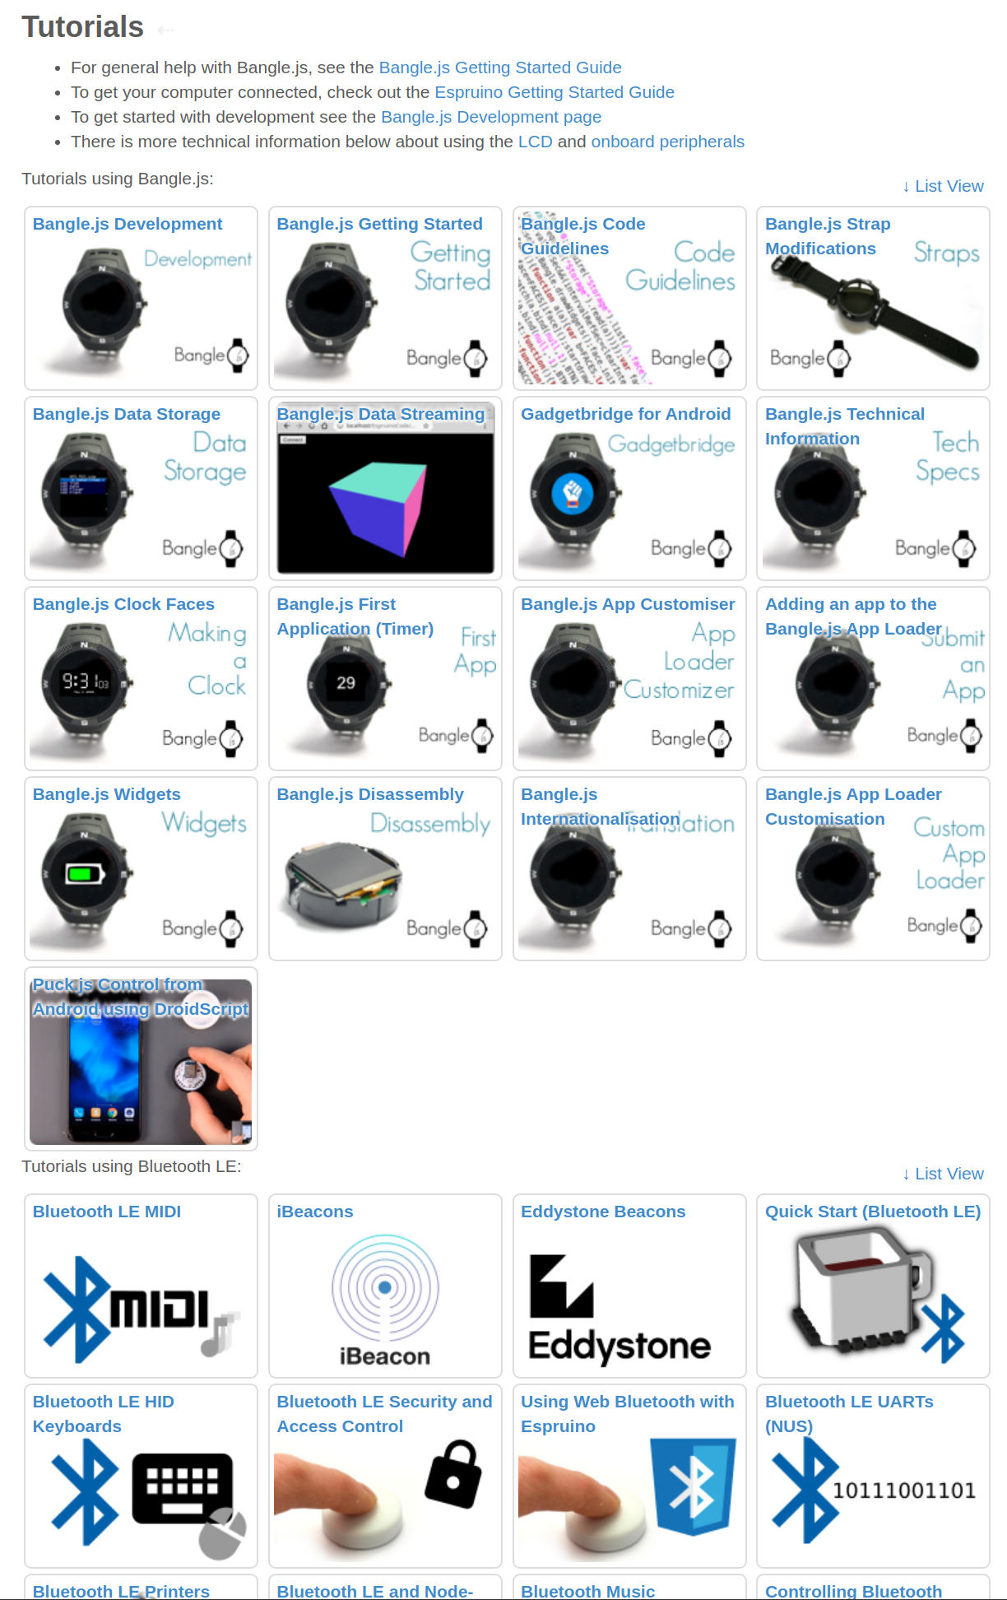 Tutorials
For general help with Bangle.js, see the Bangle.js Getting Started Guide
To get your computer connected, check out the Espruino Getting Started Guide
To get started with development see the Bangle.js Development page
There is more technical information below about using the LCD and onboard peripherals
Tutorials using Bangle.js:
↓ List View
Bangle.js Development
Development
Bangle
Bangle.js Getting Started
Getting
Started
Bangle
Bangle.js Code
Guidelines
Code
Guidelines
Bangle
Bangle.js Strap
Modifications
Straps
Bangle
Bangle.js Data Storage
Data
Storage
Bangle
Bangle.js Data Streaming
Connect
Gadgetbridge for Android
Gadgetbridge
Bangle
Bangle.js Technical
Information
Tech
Specs
Bangle
Bangle.js Clock Faces
Making
a
Clock
9:31 03
Bangle
Bangle.js First
Application (Timer)
First
App
29
Bangle
Bangle.js App Customiser
App
Loader
Customizer
Bangle
Adding an app to the
Bangle.js App Loader
Submit
an
App
Bangle
Bangle.js Widgets
Widgets
Bangle
Bangle.js Disassembly
Disassembly
Bangle
Bangle.js
Internationalisation
Translation
Bangle
Bangle.js App Loader
Customisation
Custom
App
Loader
Bangle
Puck.js Control from
Android using DroidScript
Tutorials using Bluetooth LE:
↓ List View
Bluetooth LE MIDI
MIDI
iBeacons
iBeacon
Eddystone Beacons
Eddystone
Quick Start (Bluetooth LE)
Bluetooth LE HID
Keyboards
Bluetooth LE Security and
Access Control
Using Web Bluetooth with
Espruino
Bluetooth LE UARTs
(NUS)
10111001101
Bluetooth LE Printers
Bluetooth LE and Node-
Bluetooth Music
Controlling Bluetooth